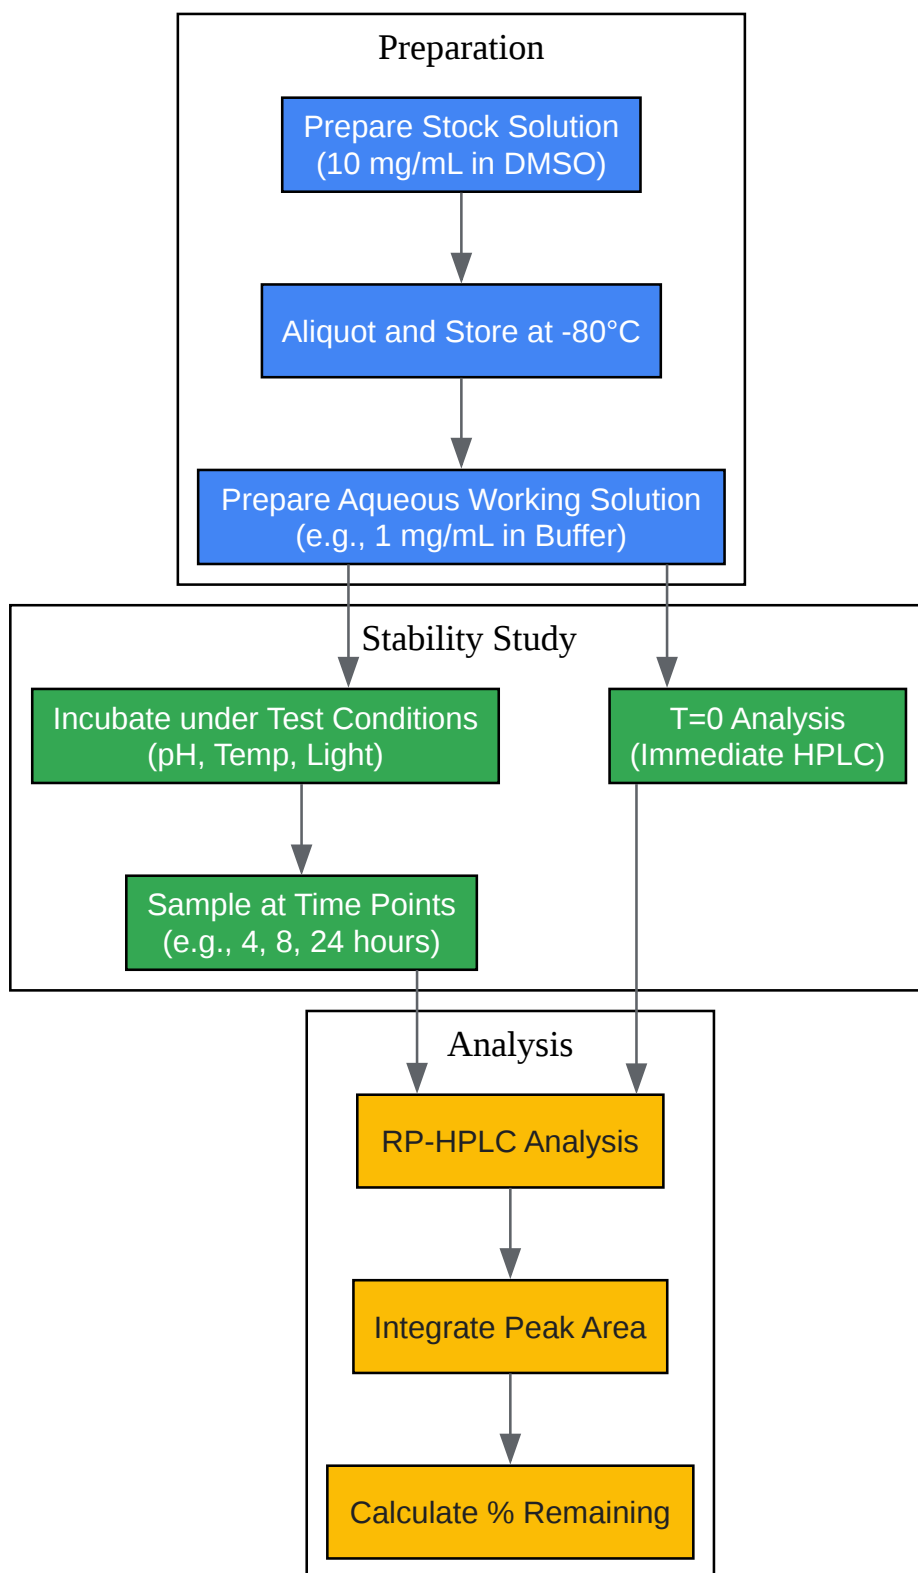 Preparation
Prepare Stock Solution
(10 mg/mL in DMSO)
Aliquot and Store at -80°C
Prepare Aqueous Working Solution
(e.g., 1 mg/mL in Buffer)
Stability Study
Incubate under Test Conditions
(pH, Temp, Light)
T=0 Analysis
(Immediate HPLC)
Sample at Time Points
(e.g., 4, 8, 24 hours)
Analysis
RP-HPLC Analysis
Integrate Peak Area
Calculate % Remaining